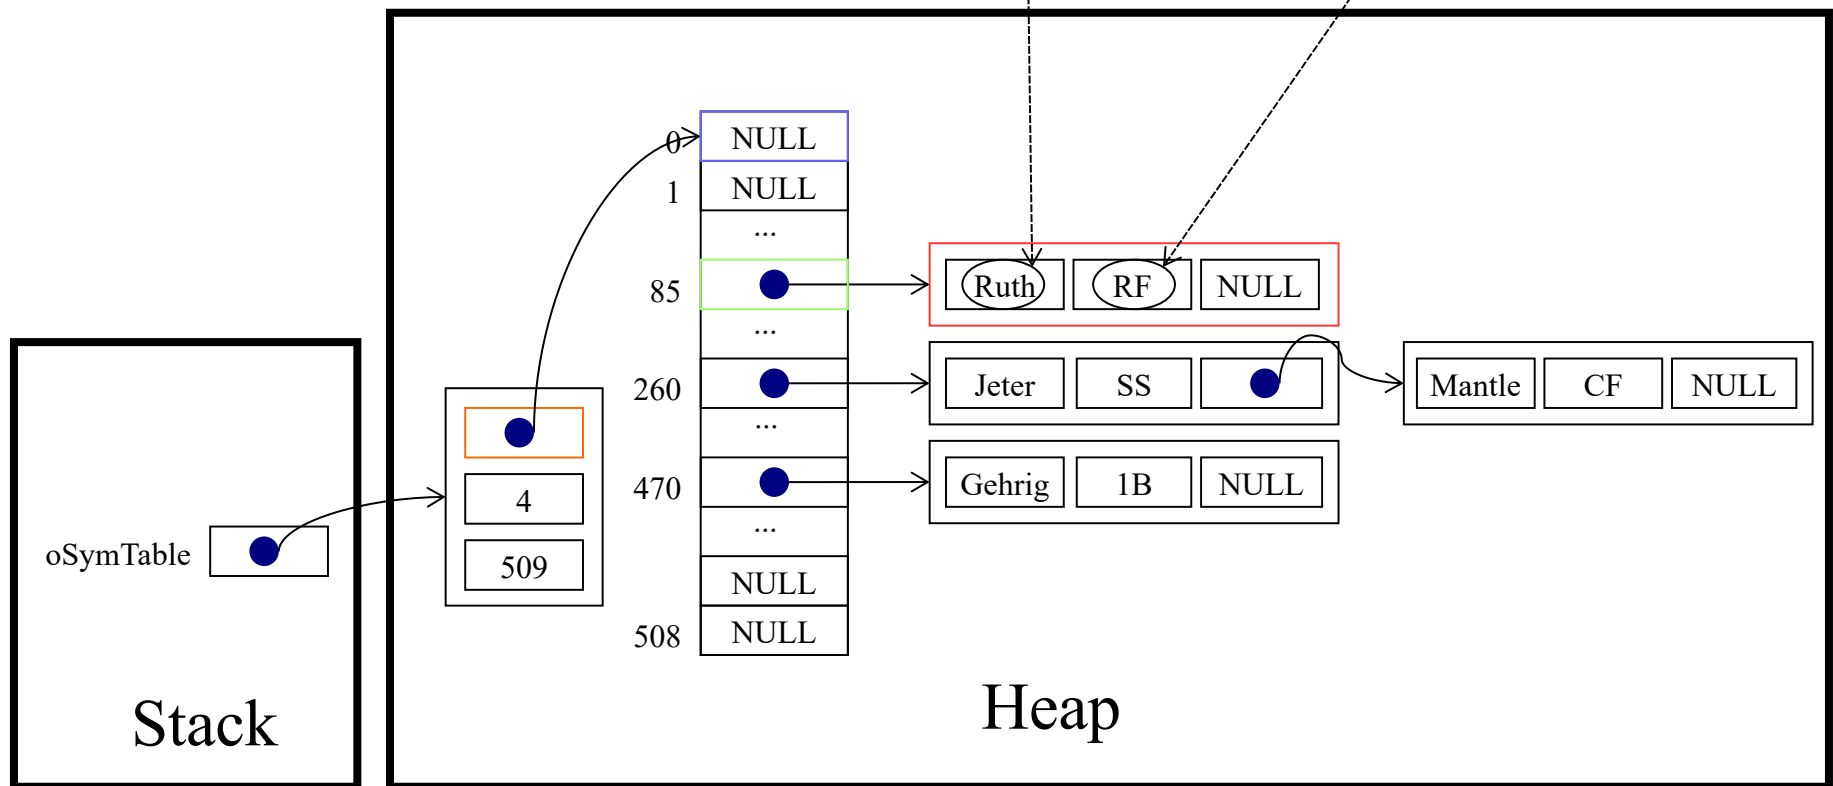 0 NULL
1 NULL
...
85 Ruth RF NULL
...
260 Jeter SS Mantle CF NULL
...
4
470 Gehrig 1B NULL
...
oSymTable
509
NULL
508 NULL
Stack
Heap